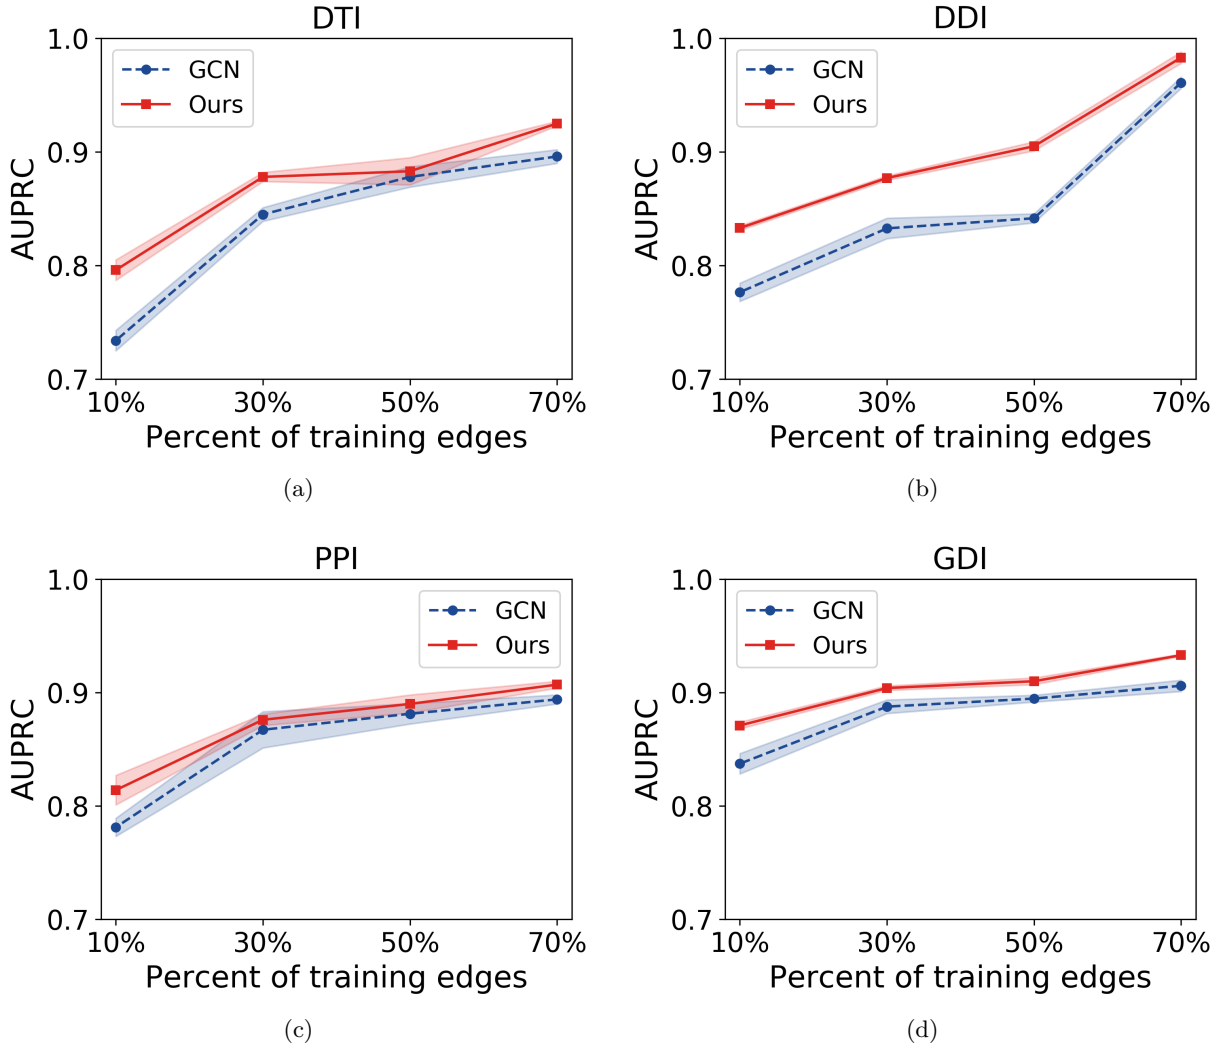 DTI
1.0
0.9
0.8
0.7
AUPRC
GCN
Ours
10% 30% 50% 70%
Percent of training edges
(a)
DDI
1.0
0.9
0.8
0.7
AUPRC
GCN
Ours
10% 30% 50% 70%
Percent of training edges
(b)
PPI
1.0
0.9
0.8
0.7
AUPRC
GCN
Ours
10% 30% 50% 70%
Percent of training edges
(c)
GDI
1.0
0.9
0.8
0.7
AUPRC
GCN
Ours
10% 30% 50% 70%
Percent of training edges
(d)